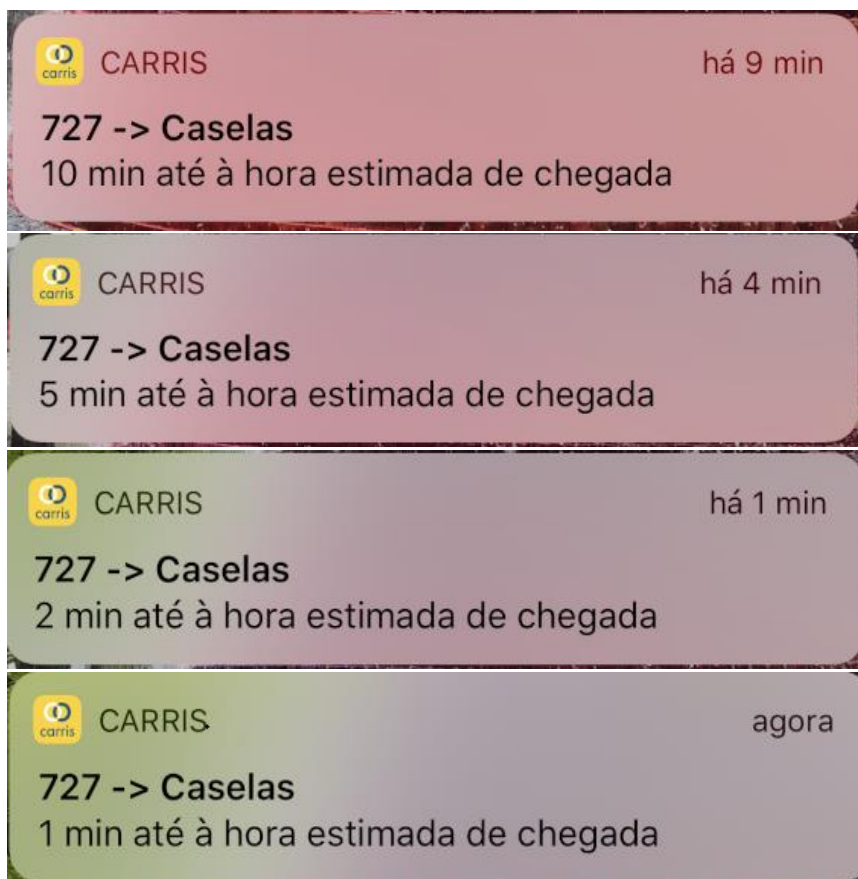 carris CARRIS há 9 min
727 -> Caselas
10 min até à hora estimada de chegada
carris CARRIS há 4 min
727 -> Caselas
5 min até à hora estimada de chegada
carris CARRIS há 1 min
727 -> Caselas
2 min até à hora estimada de chegada
carris CARRIS agora
727 -> Caselas
1 min até à hora estimada de chegada